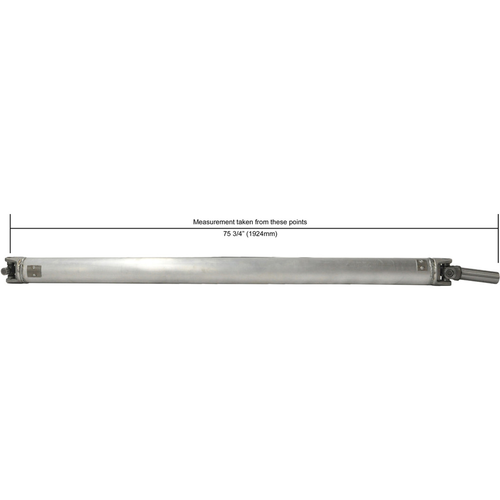 Measurement taken from these points
75 3/4" (1924mm)